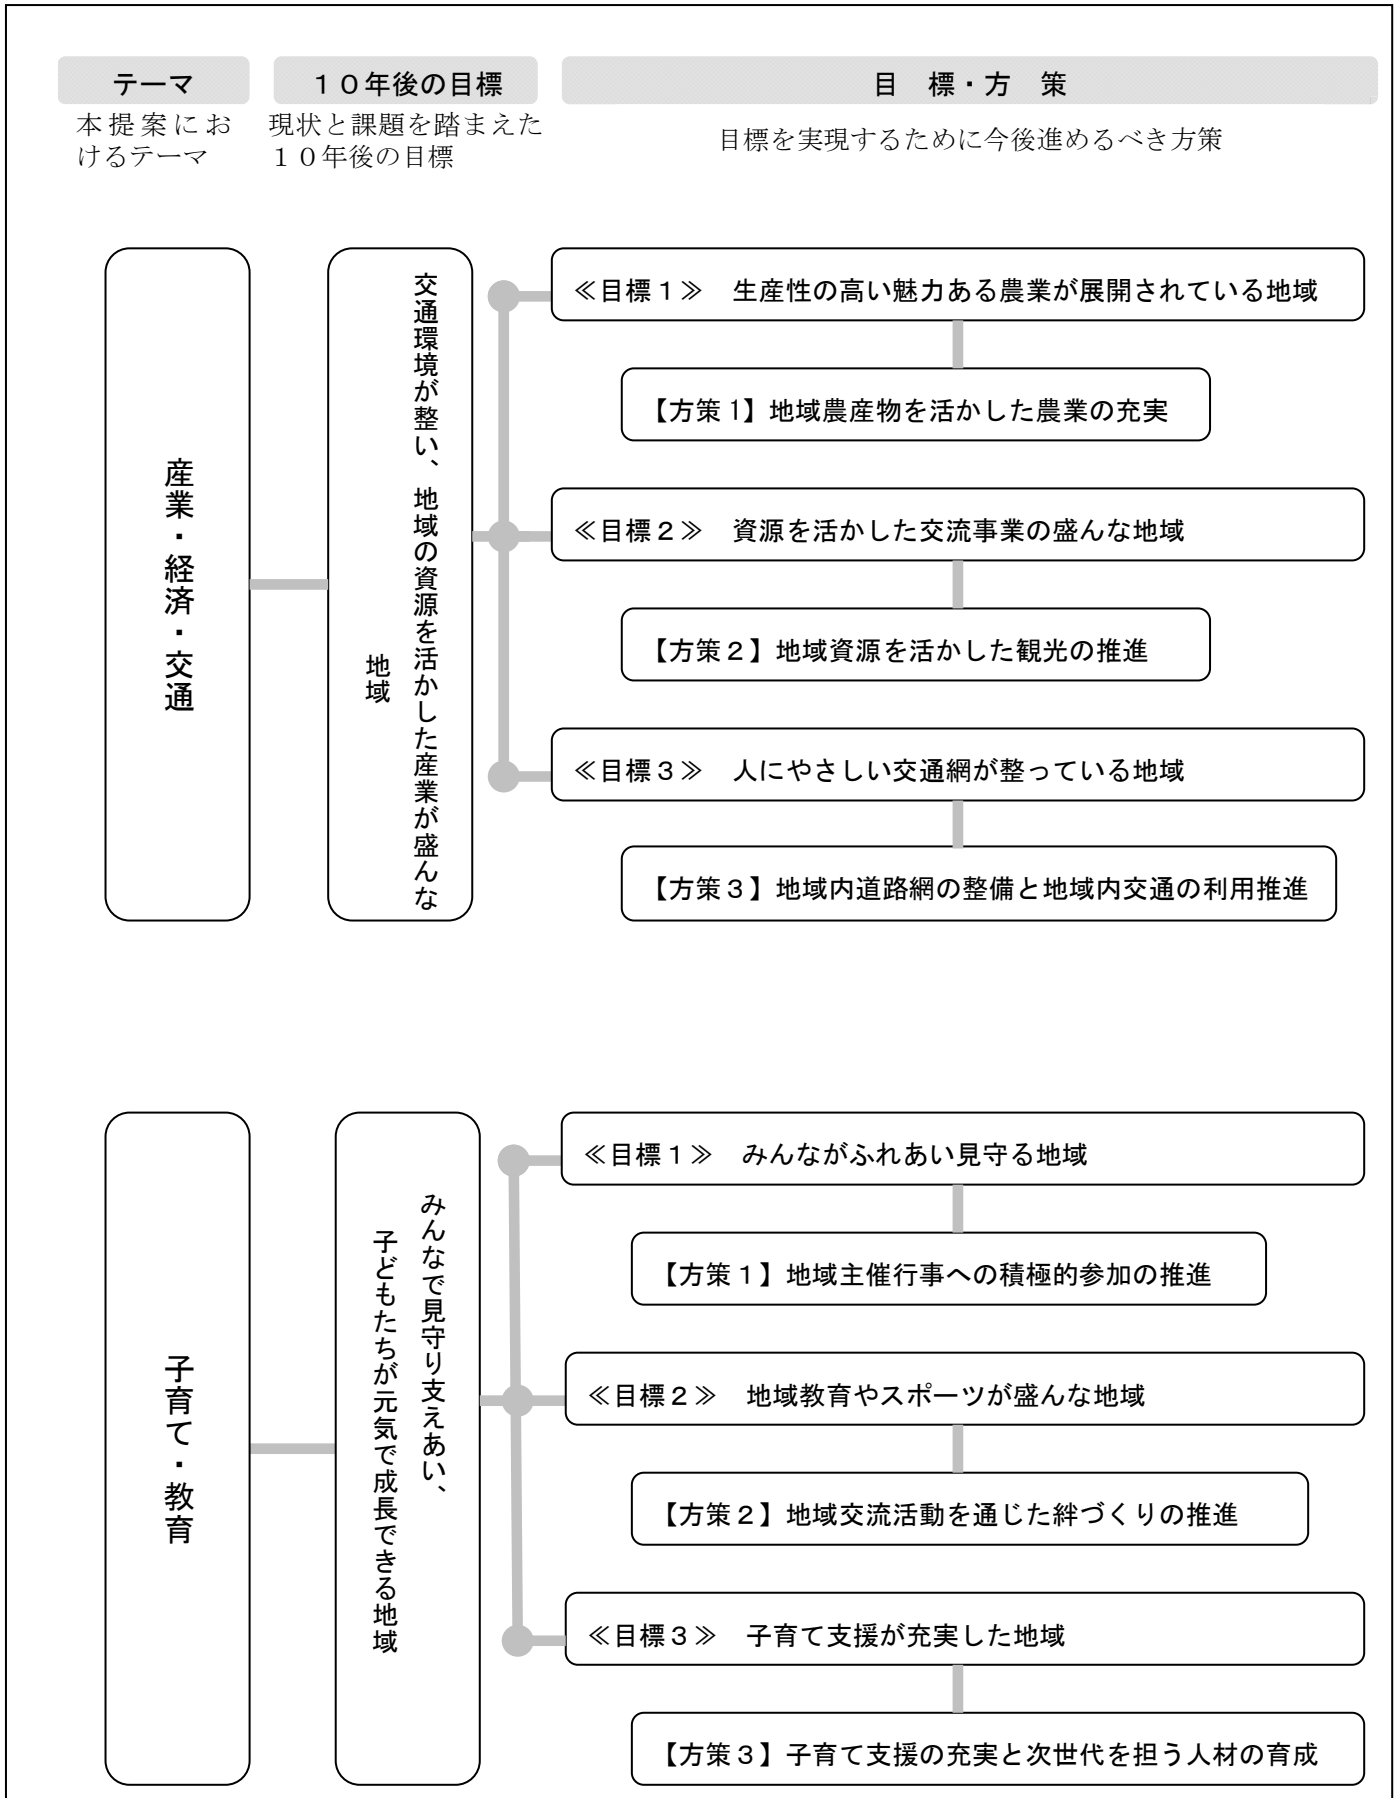 テーマ
１０年後の目標
目　標・方　策
本提案にお
けるテーマ
現状と課題を踏まえた
１０年後の目標
目標を実現するために今後進めるべき方策
産業・経済・交通
交通環境が整い、地域の資源を活かした産業が盛んな
地域
≪目標１≫　生産性の高い魅力ある農業が展開されている地域
【方策１】地域農産物を活かした農業の充実
≪目標２≫　資源を活かした交流事業の盛んな地域
【方策２】地域資源を活かした観光の推進
≪目標３≫　人にやさしい交通網が整っている地域
【方策３】地域内道路網の整備と地域内交通の利用推進
子育て・教育
みんなで見守り支えあい、
子どもたちが元気で成長できる地域
≪目標１≫　みんながふれあい見守る地域
【方策１】地域主催行事への積極的参加の推進
≪目標２≫　地域教育やスポーツが盛んな地域
【方策２】地域交流活動を通じた絆づくりの推進
≪目標３≫　子育て支援が充実した地域
【方策３】子育て支援の充実と次世代を担う人材の育成